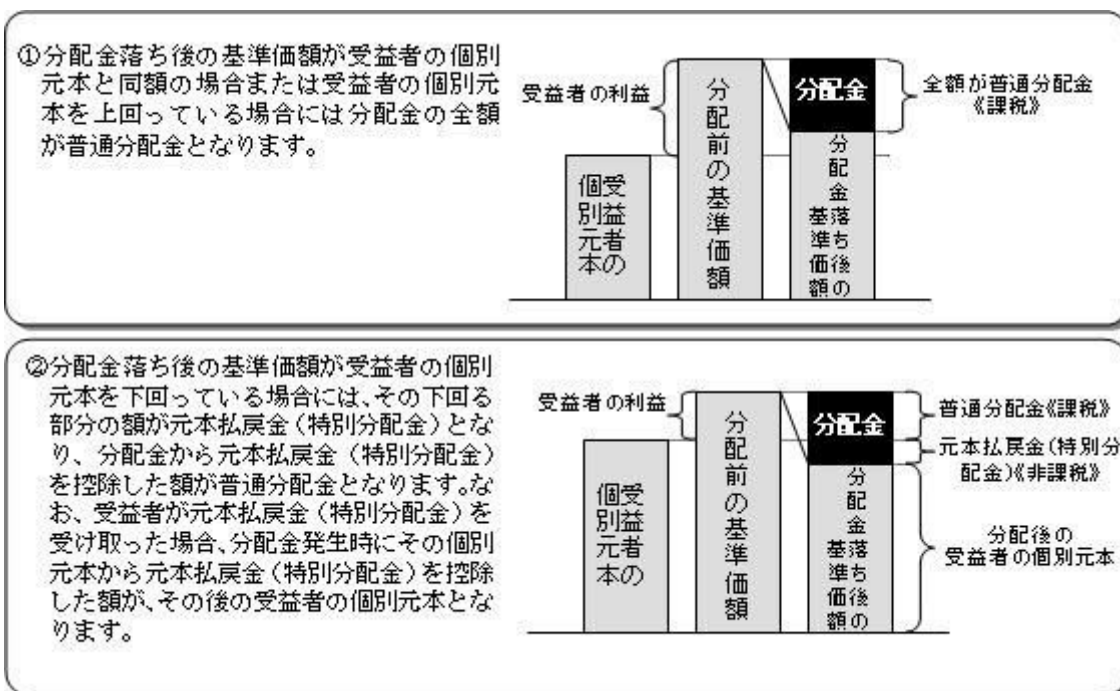 ①分配金落ち後の基準価額が受益者の個別
元本と同額の場合または受益者の個別元
本を上回っている場合には分配金の全額
が普通分配金となります。
受益者の利益
個別元本
受益者の
分配前の基準価額
分配金
分配金
基準価額
落ち後の
全額が普通分配金
《課税》
②分配金落ち後の基準価額が受益者の個別
元本を下回っている場合には、その下回る
部分の額が元本払戻金（特別分配金）とな
り、分配金から元本払戻金（特別分配金）
を控除した額が普通分配金となります。な
お、受益者が元本払戻金（特別分配金）を
受け取った場合、分配金発生時にその個別
元本から元本払戻金（特別分配金）を控除
した額が、その後の受益者の個別元本とな
ります。
受益者の利益
受益者の
個別元本
分配前の基準価額
分配金
分配金
落ち後の
基準価額
普通分配金《課税》
元本払戻金（特別分
配金）《非課税》
分配後の
受益者の個別元本